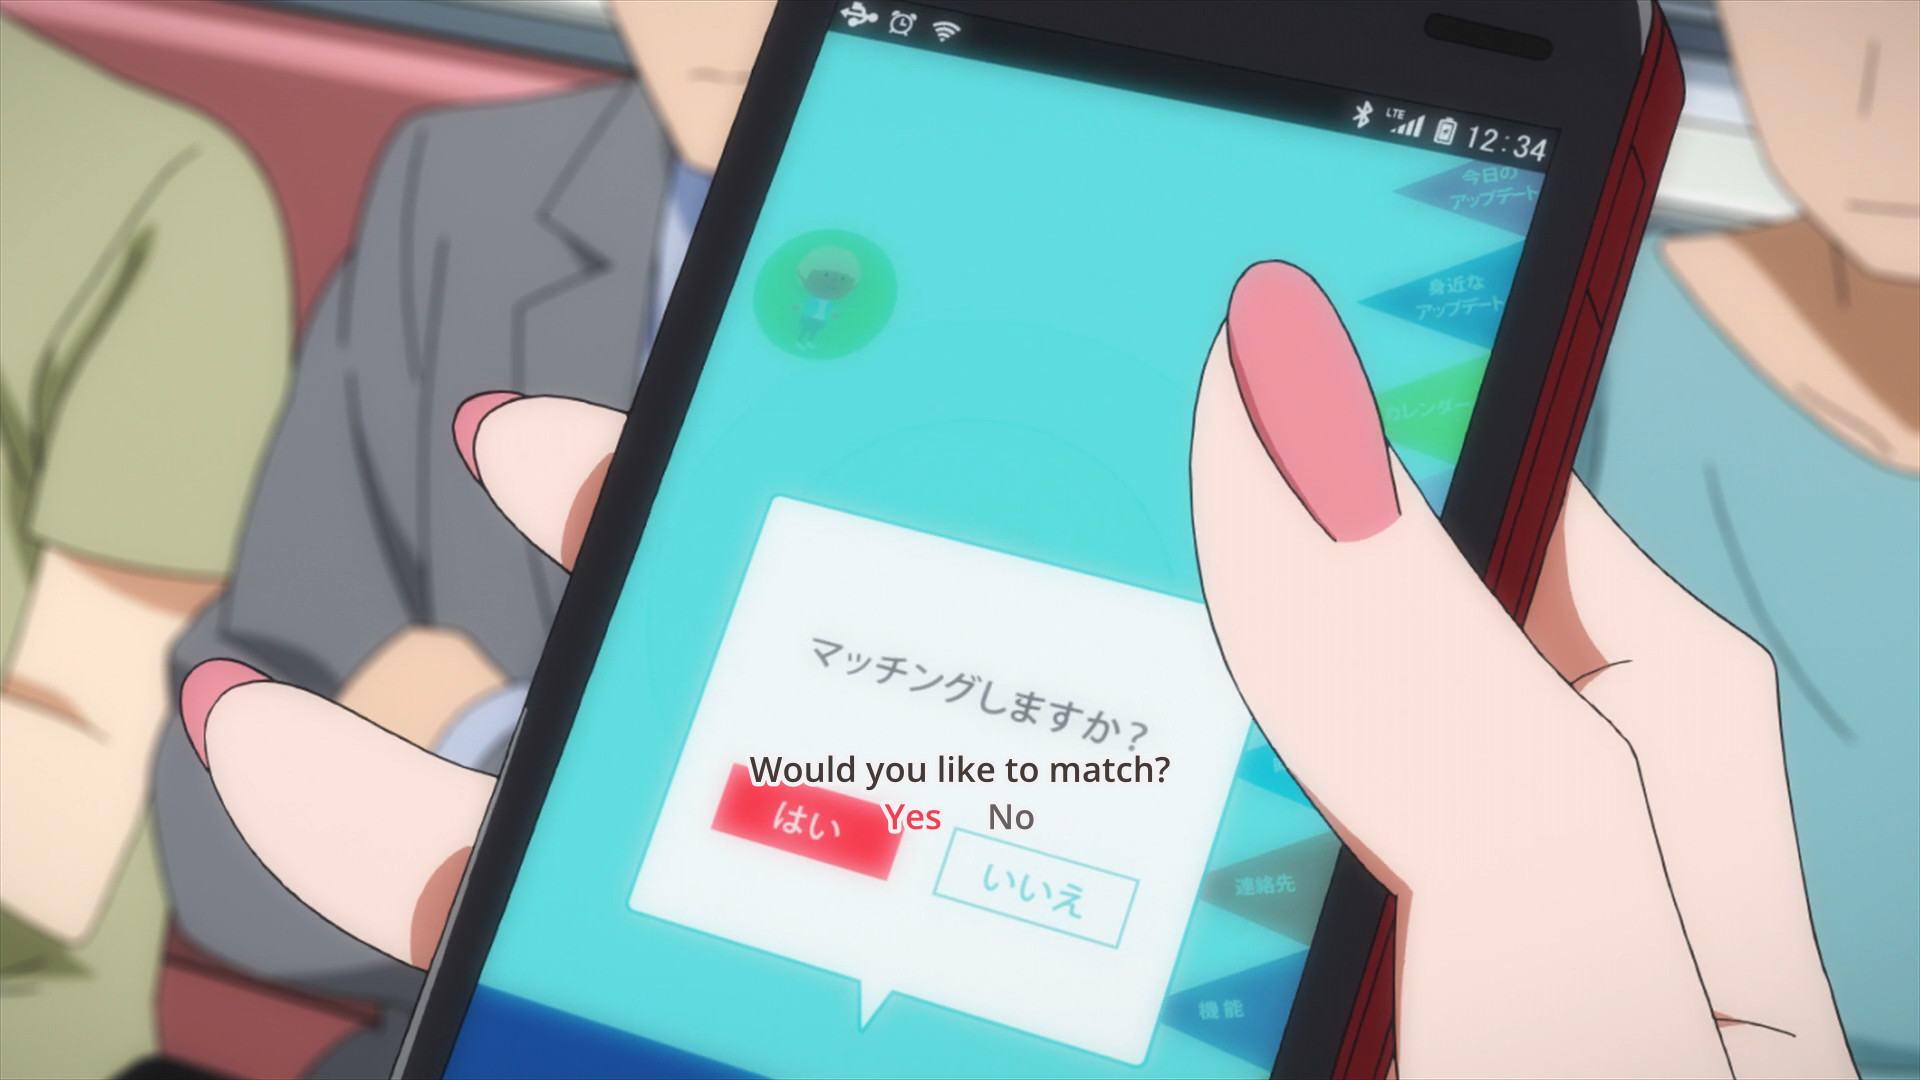 LTE
12:34
今日の
アップデート
身近な
アップデート
カレンダー
マッチングしますか?
Would you like to match?
はい
Yes No
いいえ
連絡先
機能